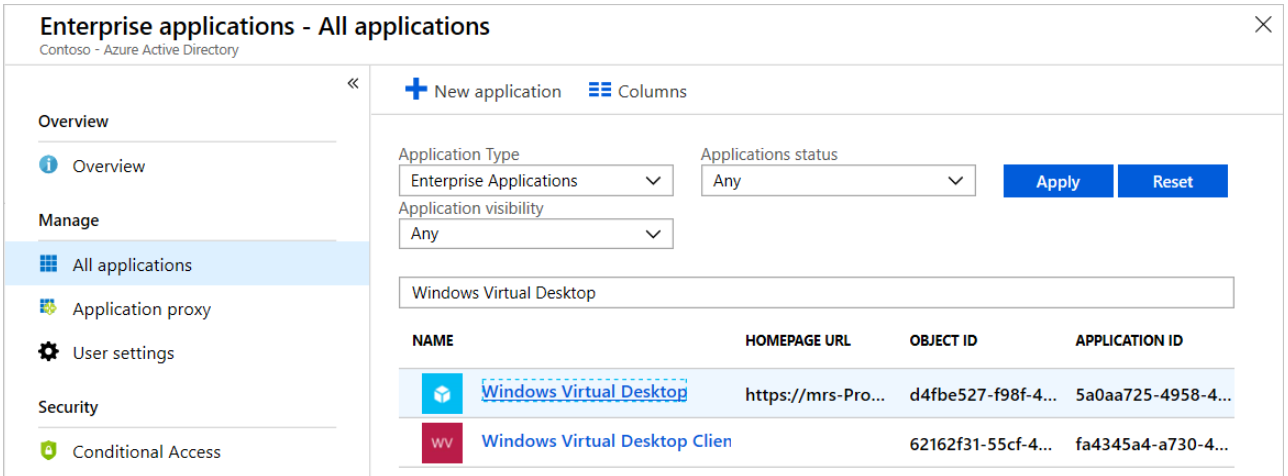 Enterprise applications - All applications
Contoso - Azure Active Directory
Overview
Overview
Manage
All applications
Application proxy
User settings
Security
Conditional Access
New application Columns
Application Type Applications status
Enterprise Applications Any Apply Reset
Application visibility
Any
Windows Virtual Desktop
NAME HOMEPAGE URL OBJECT ID APPLICATION ID
Windows Virtual Desktop https://mrs-Pro... d4fbe527-f98f-4... 5a0aa725-4958-4...
WV Windows Virtual Desktop Clien 62162f31-55cf-4... fa4345a4-a730-4...